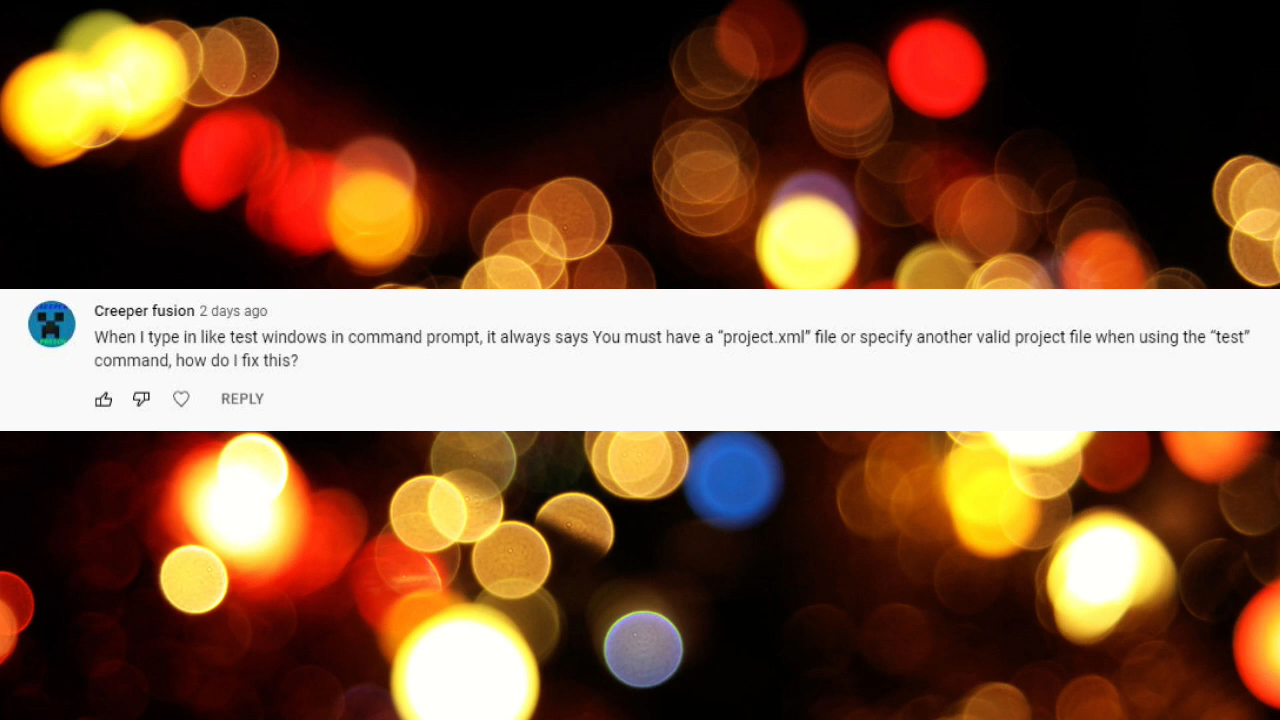 Creeper fusion 2 days ago
When I type in like test windows in command prompt, it always says You must have a “project.xml” file or specify another valid project file when using the “test”
command, how do I fix this?
REPLY